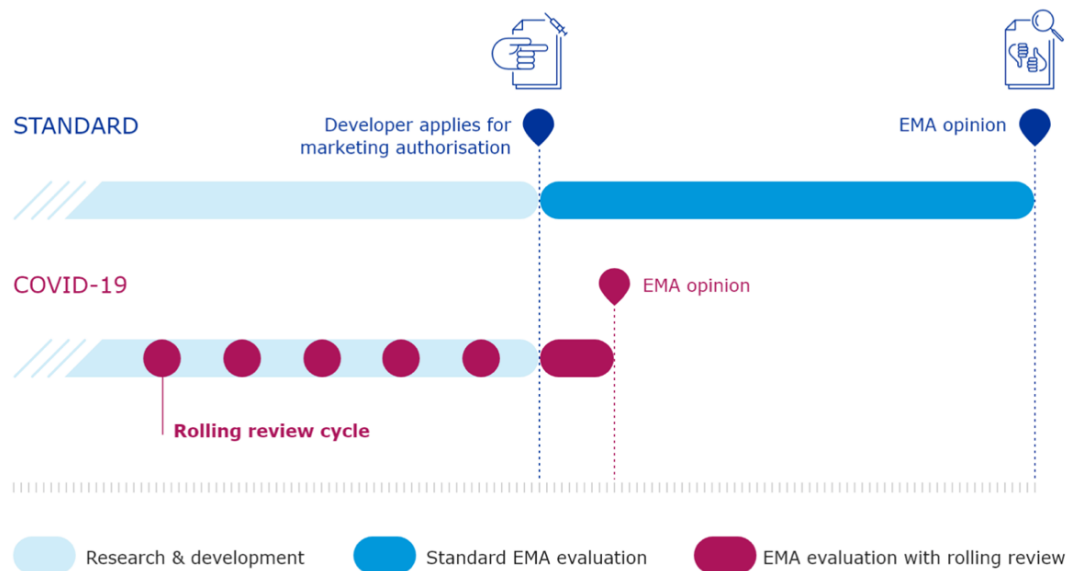 STANDARD
Developer applies for
marketing authorisation
EMA opinion
COVID-19
EMA opinion
Rolling review cycle
Research & development
Standard EMA evaluation
EMA evaluation with rolling review